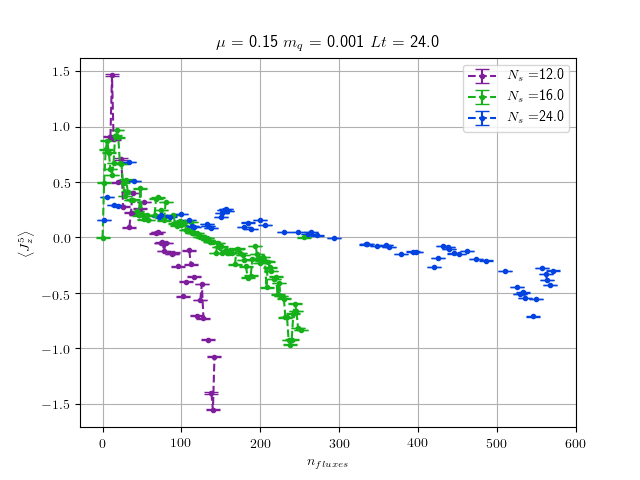 μ = 0.15 m_q = 0.001 Lt = 24.0
N_s =12.0
N_s =16.0
N_s =24.0
⟨J_z^5⟩
1.5
1.0
0.5
0.0
−0.5
−1.0
−1.5
0 100 200 300 400 500 600
n_{fluxes}